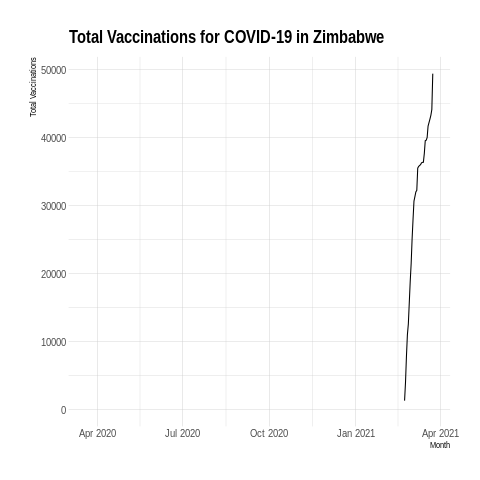 Total Vaccinations for COVID-19 in Zimbabwe
Total Vaccinations
50000
40000
30000
20000
10000
0
Apr 2020 Jul 2020 Oct 2020 Jan 2021 Apr 2021
Month